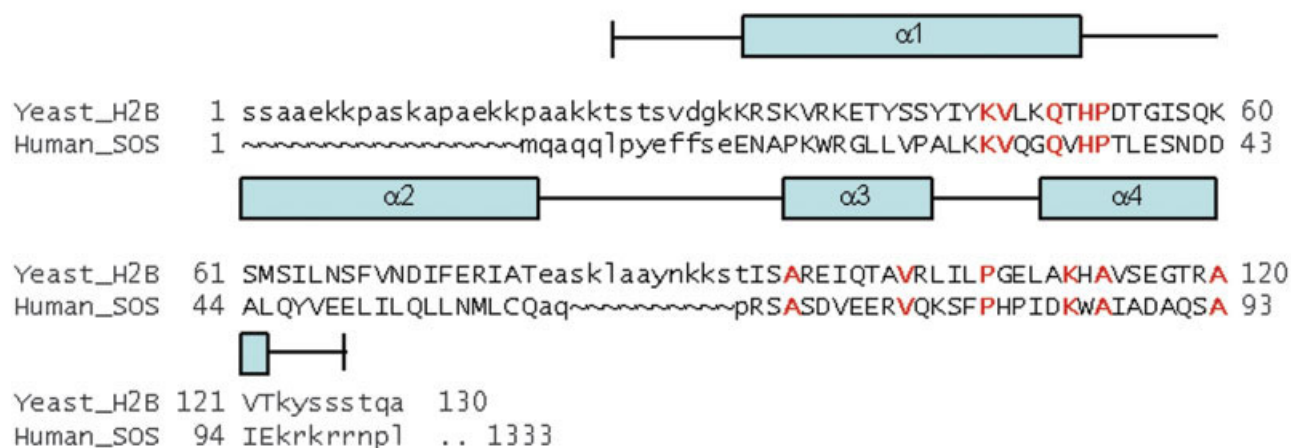 α1
Yeast_H2B 1 ssaaekkpaskapaekkpaakktstsvdgkKRSKVRKETYSSYIYKVLKQTHPDTGISQK 60
Human_SOS 1 ~~~~~~~~~~~~~~~~~mqaqqlpyeffseENAPKWRGLLVPALKKVQGQVHPTLESNDD 43
α2 α3 α4
Yeast_H2B 61 SMSILNSFVNDIFERIATeasklaaynkkstISAREIQTAVRLILPGELAKHAVSEGTRA 120
Human_SOS 44 ALQYVEELILQLLNMLCQaq~~~~~~~~~~pRSASDVEERVQKSFPHPIDKWAIADAQSA 93
Yeast_H2B 121 VTkyssstqa 130
Human_SOS 94 IEkrkrrnpl .. 1333